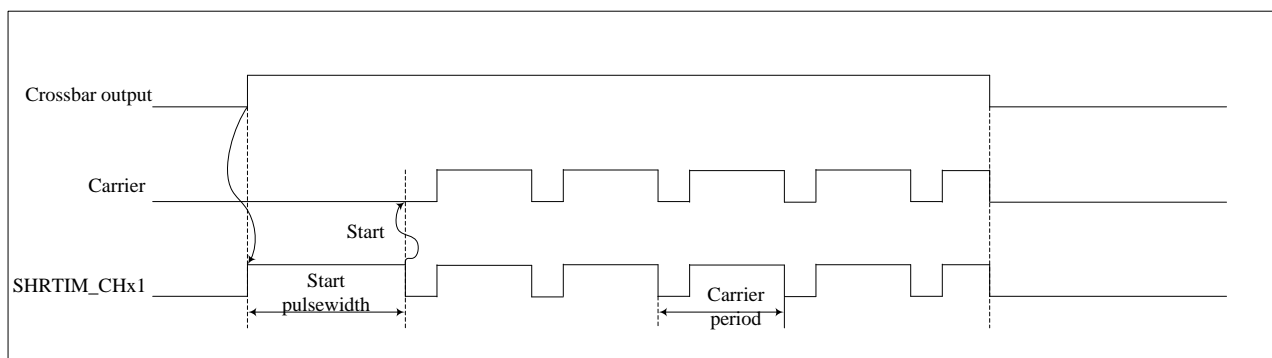 Crossbar output
Carrier
Start
SHRTIM_CHx1
Start
pulsewidth
Carrier
period